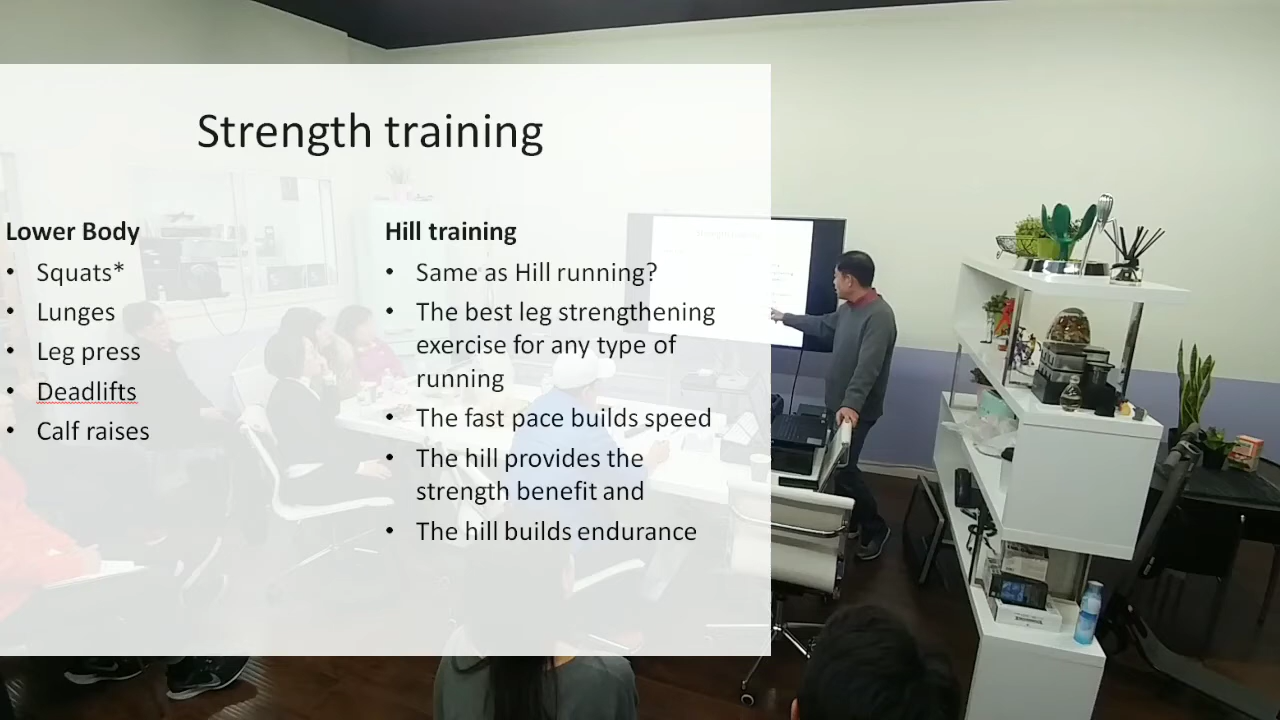 Strength training
Lower Body
• Squats*
• Lunges
• Leg press
• Deadlifts
• Calf raises
Hill training
• Same as Hill running?
• The best leg strengthening
exercise for any type of
running
• The fast pace builds speed
• The hill provides the
strength benefit and
• The hill builds endurance